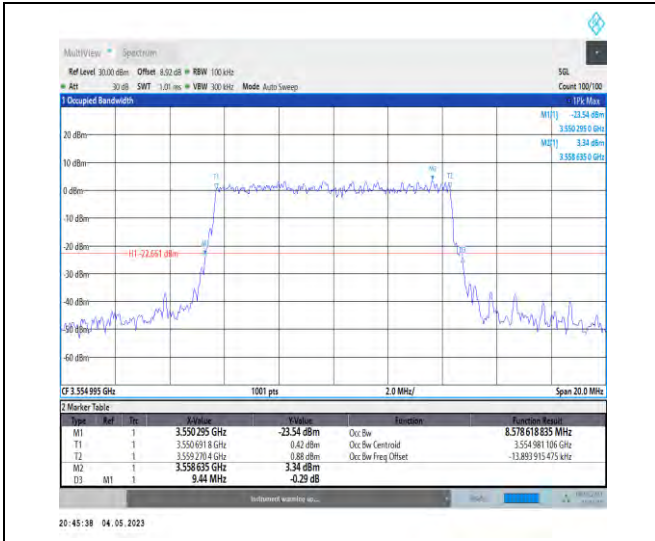 MultiView Spectrum
Ref Level 30.00 dBm Offset 8.92 dB RBW 100 kHz SGL
Att 30 dB SWT 1.01 ms VBW 300 kHz Mode Auto Sweep Count 100/100
1 Occupied Bandwidth 1Pk Max
M1[1] -23.54 dBm
3.550 295 0 GHz
M2[1] 3.34 dBm
3.558 635 0 GHz
20 dBm
10 dBm
M2
T1 T2
0 dBm
-10 dBm
-20 dBm
M1
H1 -22.661 dBm
D3
-30 dBm
-40 dBm
-50 dBm
-60 dBm
CF 3.554 995 GHz 1001 pts 2.0 MHz/ Span 20.0 MHz
2 Marker Table
Type Ref Trc X-Value Y-Value Function Function Result
M1 1 3.550 295 GHz -23.54 dBm Occ Bw 8.578 618 835 MHz
T1 1 3.550 691 8 GHz 0.42 dBm Occ Bw Centroid 3.554 981 106 GHz
T2 1 3.559 270 4 GHz 0.88 dBm Occ Bw Freq Offset -13.893 915 475 kHz
M2 1 3.558 635 GHz 3.34 dBm
D3 M1 1 9.44 MHz -0.29 dB
Instrument warming up...
20:45:38 04.05.2023